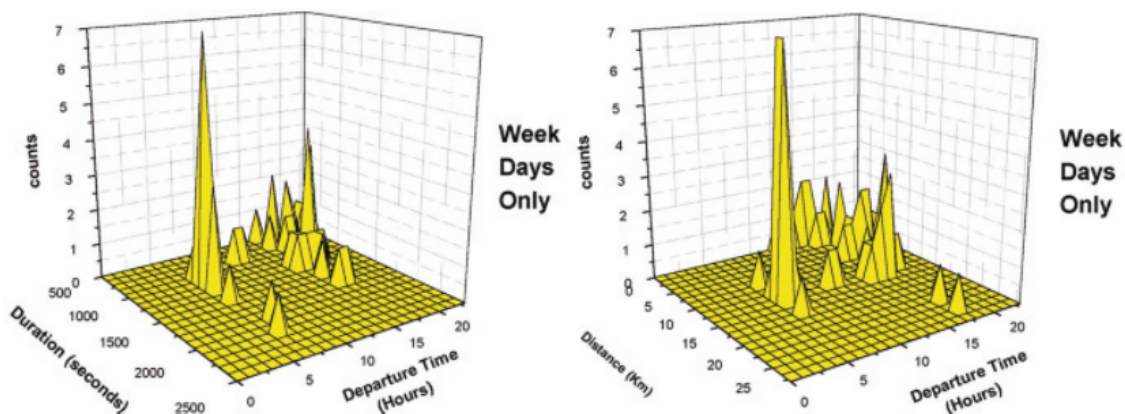 7
6
5
4
3
2
1
0
counts
500
1000
1500
2000
2500
Duration (seconds)
0
5
10
15
20
Departure Time
(Hours)
Week
Days
Only
7
6
5
4
3
2
1
0
counts
0
5
10
15
20
25
Distance (Km)
0
5
10
15
20
Departure Time
(Hours)
Week
Days
Only